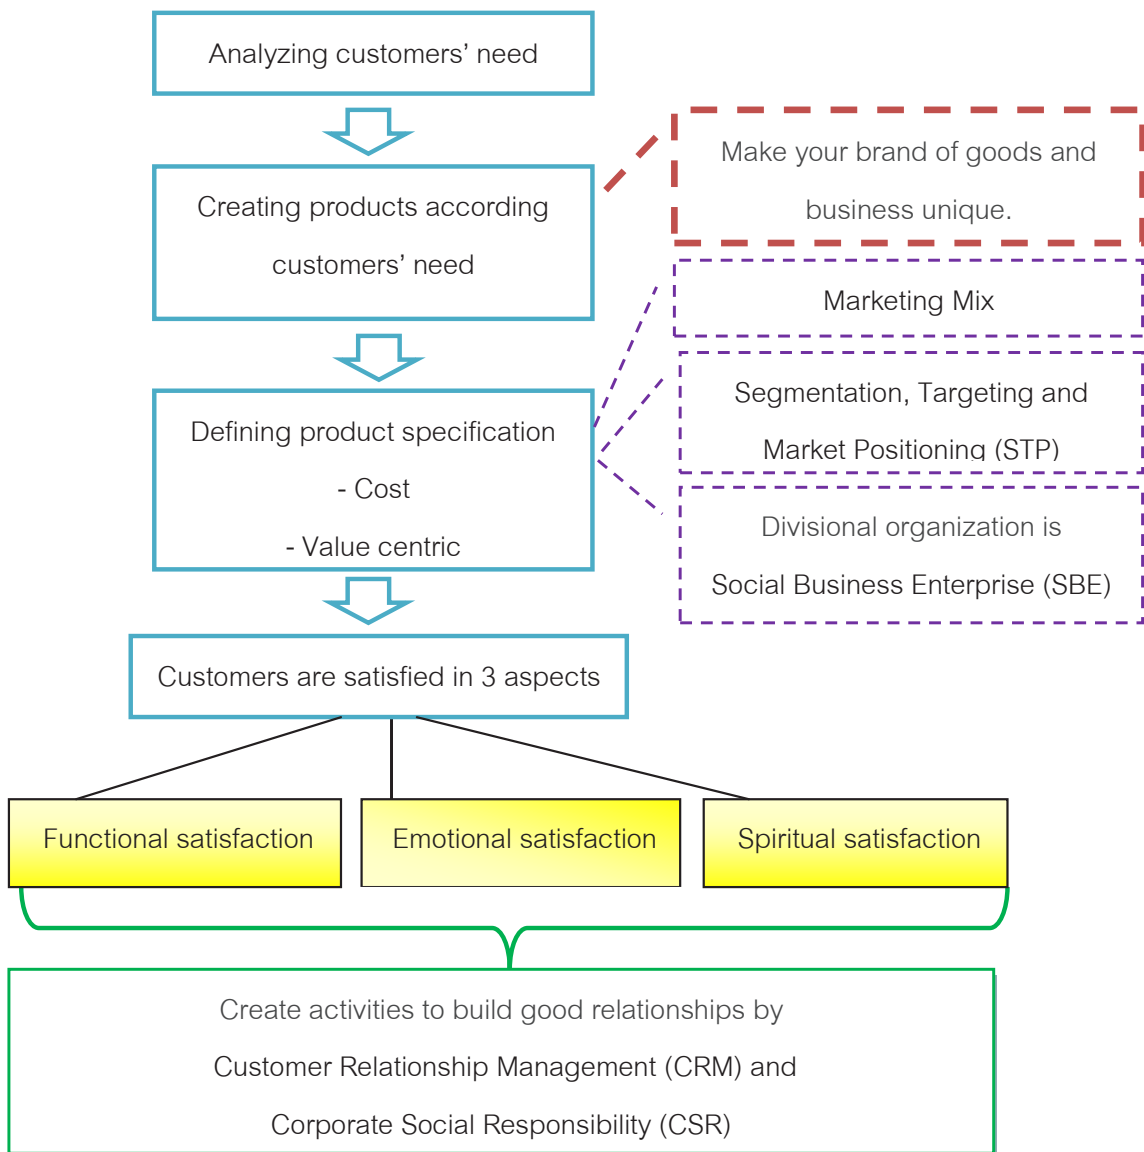 Analyzing customers' need
Creating products according
customers' need
Make your brand of goods and
business unique.
Marketing Mix
Segmentation, Targeting and
Market Positioning (STP)
Defining product specification
- Cost
- Value centric
Divisional organization is
Social Business Enterprise (SBE)
Customers are satisfied in 3 aspects
Functional satisfaction
Emotional satisfaction
Spiritual satisfaction
Create activities to build good relationships by
Customer Relationship Management (CRM) and
Corporate Social Responsibility (CSR)